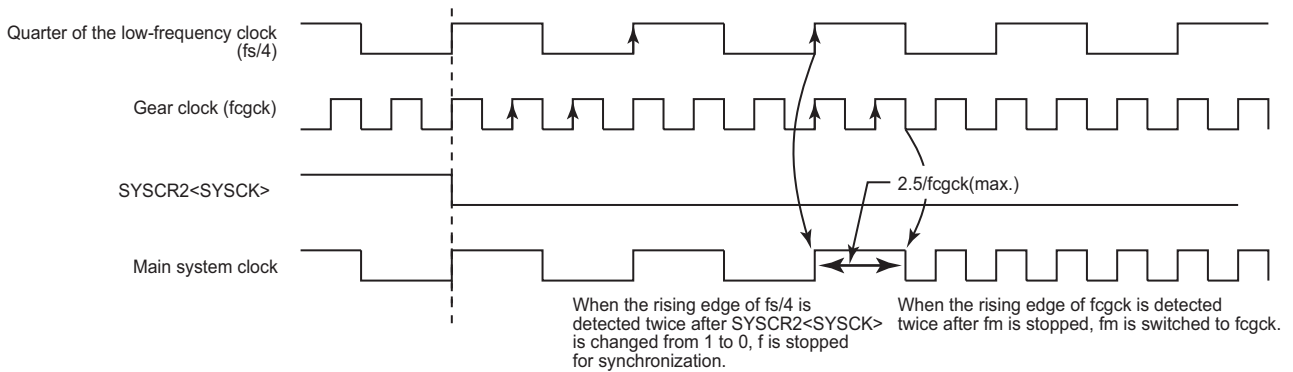 Quarter of the low-frequency clock
(fs/4)
Gear clock (fcgck)
SYSCR2<SYSCK>
2.5/fcgck(max.)
Main system clock
When the rising edge of fs/4 is
detected twice after SYSCR2<SYSCK>
is changed from 1 to 0, f is stopped
for synchronization.
When the rising edge of fcgck is detected
twice after fm is stopped, fm is switched to fcgck.